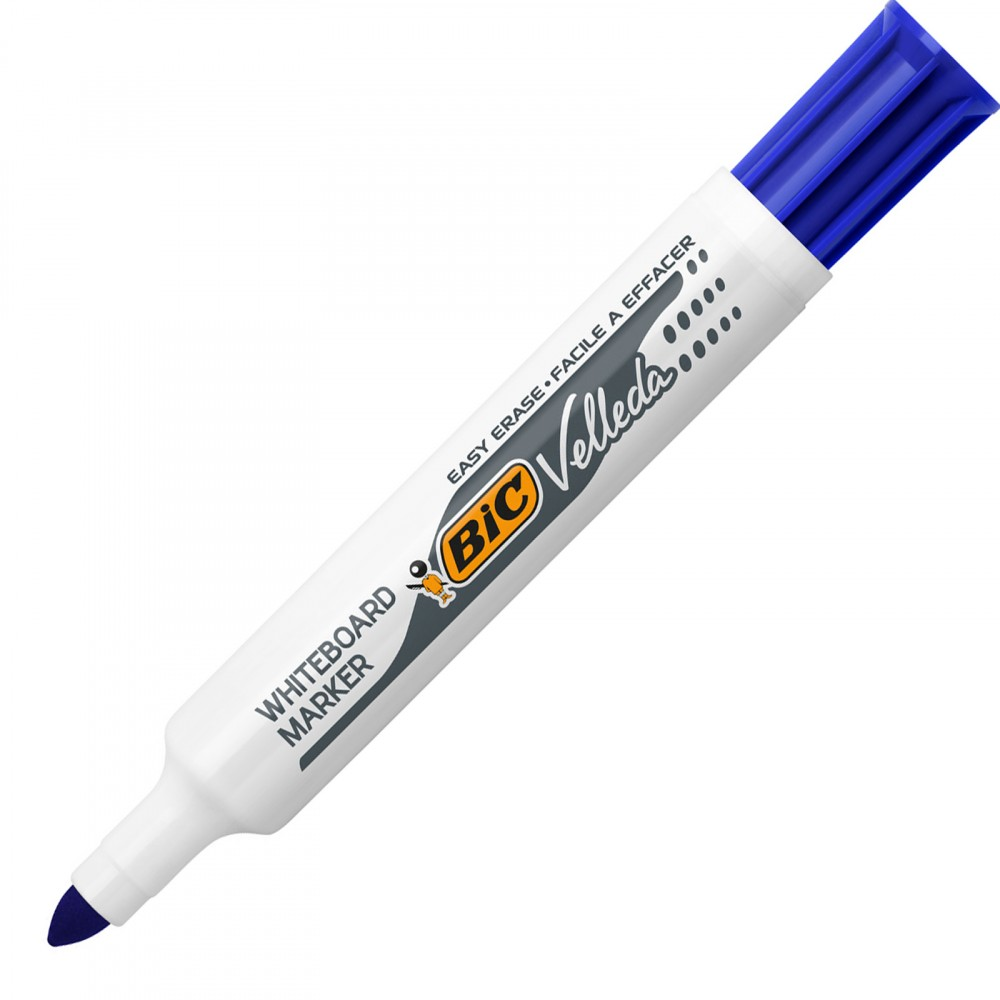 EASY ERASE • FACILE A EFFACER
BiC Velleda
WHITEBOARD
MARKER